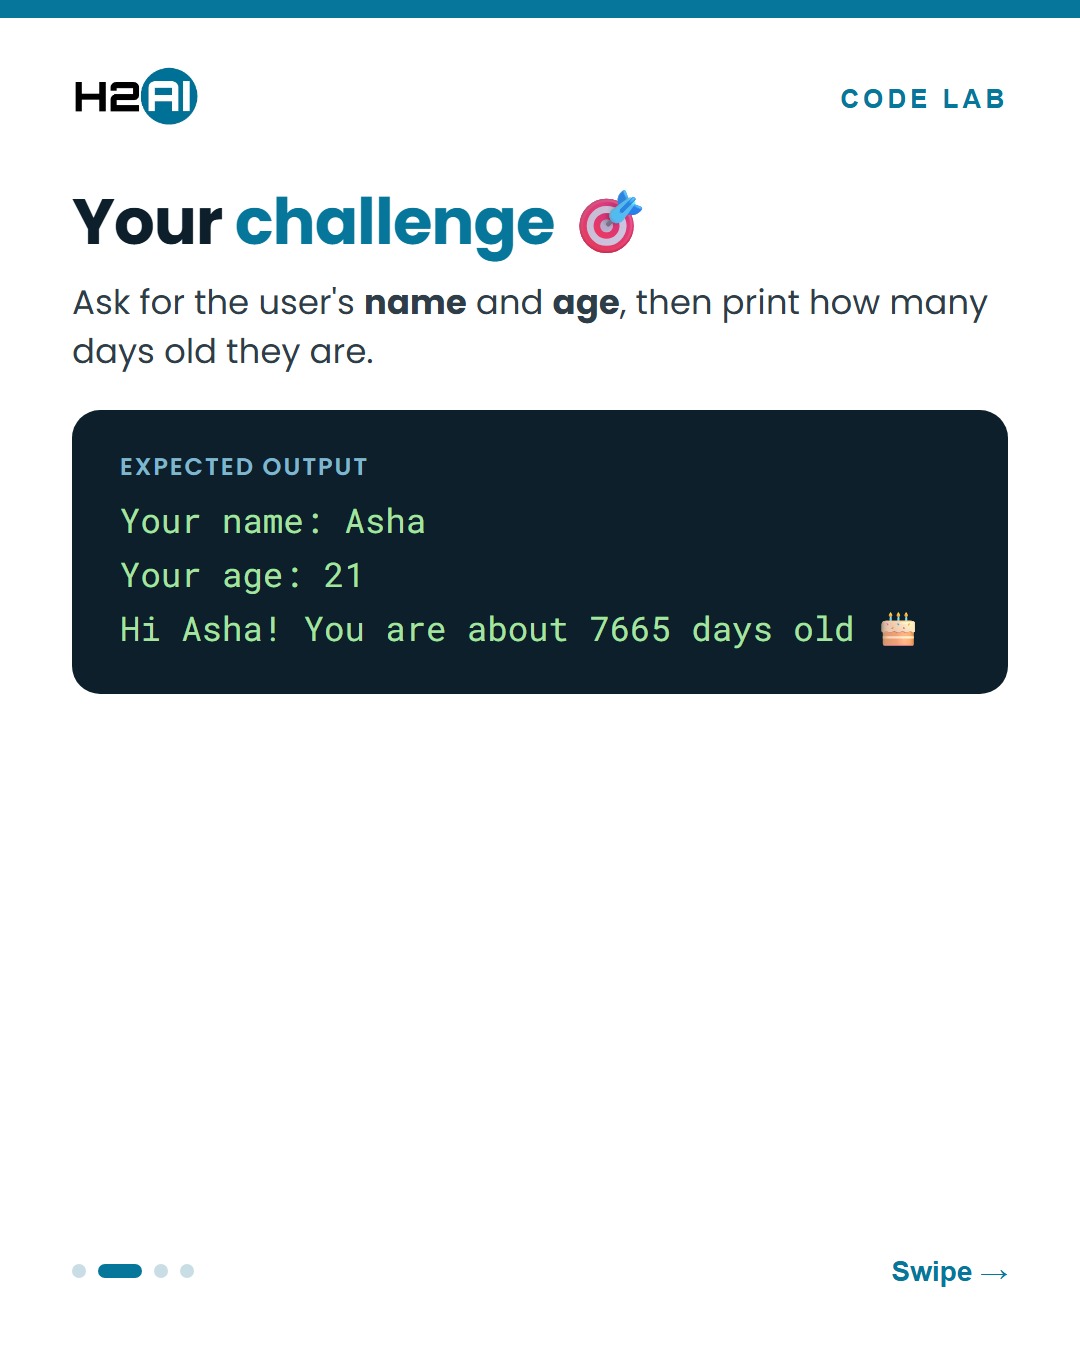 H2AI
CODE LAB
Your challenge 🎯
Ask for the user's name and age, then print how many
days old they are.
EXPECTED OUTPUT
Your name: Asha
Your age: 21
Hi Asha! You are about 7665 days old 🎂
Swipe →